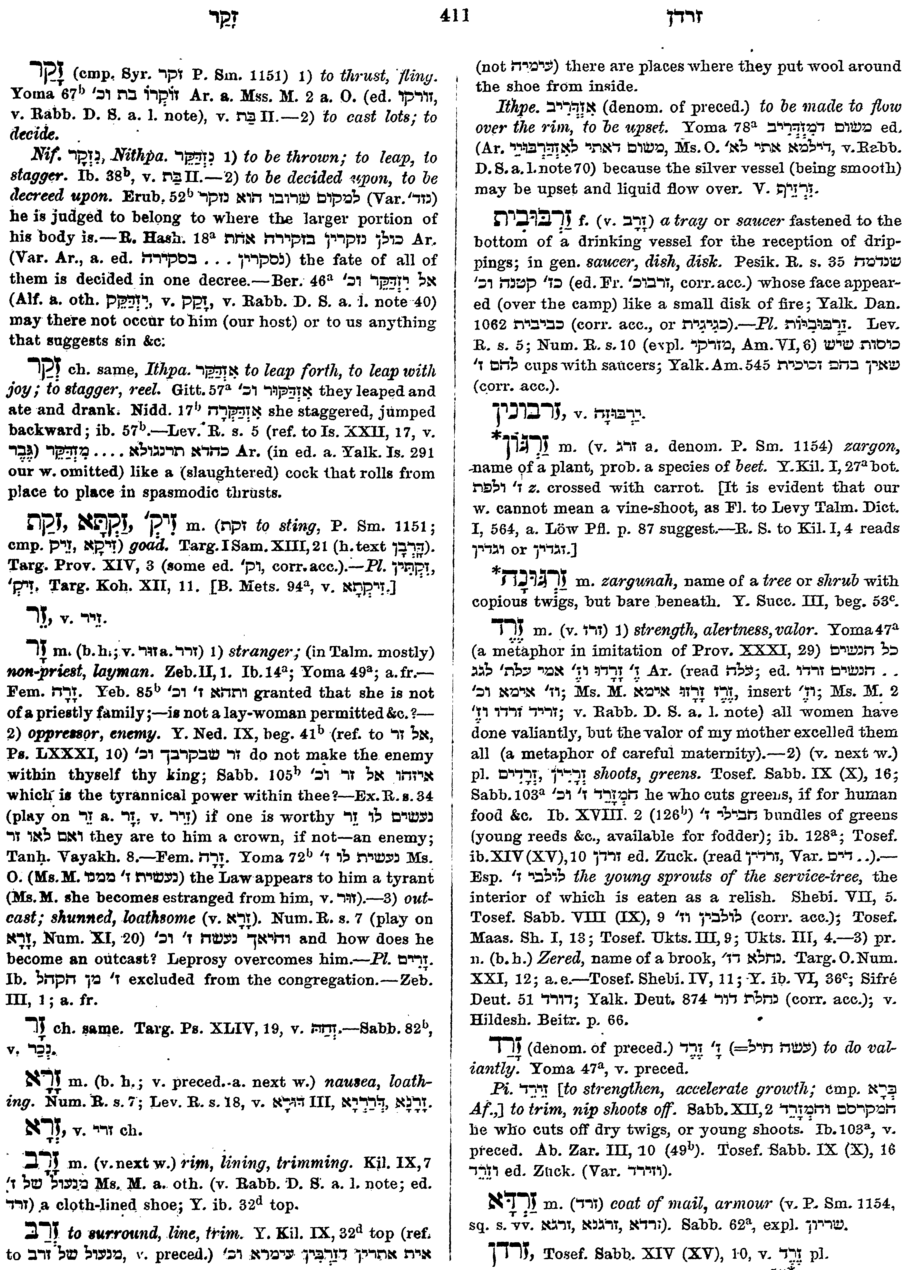 זָקַר 411 זרדן
זָקַר (cmp. Syr. זקר P. Sm. 1151) 1) to thrust, fling.
Yoma 67b זוֹקְרוֹ בת וכ' Ar. a. Mss. M. 2 a. O. (ed. זורקו,
v. Rabb. D. S. a. l. note), v. בַּת II.—2) to cast lots; to
decide.
Nif. נִזְקַר, Nithpa. נִזְדַּקֵּר 1) to be thrown; to leap, to
stagger. Ib. 38b, v. בַּת II.—2) to be decided upon, to be
decreed upon. Erub. 52b למקום שרובו הוא נזקר (Var. נזד')
he is judged to belong to where the larger portion of
his body is.—R. Hash. 18a כולן נזקרין בזקירה אחת Ar.
(Var. Ar., a. ed. נסקרין ... בסקירה) the fate of all of
them is decided in one decree.—Ber. 46a אל יִזְדַּקֵּר וכ'
(Alf. a. oth. יִזְדַּקֵּק, v. זָקַק, v. Rabb. D. S. a. l. note 40)
may there not occur to him (our host) or to us anything
that suggests sin &c.
זְקַר ch. same, Ithpa. אִזְדַּקַּר to leap forth, to leap with
joy; to stagger, reel. Gitt. 57a אִזְדַּקּוּר וכ' they leaped and
ate and drank. Nidd. 17b אִזְדַּקְּרָה she staggered, jumped
backward; ib. 57b.—Lev. R. s. 5 (ref. to Is. XXII, 17, v.
גֶּבֶר) מִזְדַּקֵּר .... כהדא תרנגולא Ar. (in ed. a. Yalk. Is. 291
our w. omitted) like a (slaughtered) cock that rolls from
place to place in spasmodic thrusts.
זְקָת, זַקְתָּא, זִיק' m. (זקת to sting, P. Sm. 1151;
cmp. זִיק, זִיקָא) goad. Targ. I Sam. XIII, 21 (h. text דָּרְבָן).
Targ. Prov. XIV, 3 (some ed. וק', corr. acc.).—Pl. זַקְתִּין,
זִיק'. Targ. Koh. XII, 11. [B. Mets. 94a, v. זִיקְתָא.]
זֵר, v. זיר.
זָר m. (b. h.; v. זוּר a. זרר) 1) stranger; (in Talm. mostly)
non-priest, layman. Zeb. II, 1. Ib. 14a; Yoma 49a; a. fr.—
Fem. זָרָה. Yeb. 85b ותהא ז' וכ' granted that she is not
of a priestly family;—is not a lay-woman permitted &c.?—
2) oppressor, enemy. Y. Ned. IX, beg. 41b (ref. to אל זר,
Ps. LXXXI, 10) זר שבקרבך וכ' do not make the enemy
within thyself thy king; Sabb. 105b איזהו אל זר וכ'
which is the tyrannical power within thee?—Ex. R. s. 34
(play on זֵר a. זָר, v. זִיר) if one is worthy נעשים לו זֵר
ואם לאו זר they are to him a crown, if not—an enemy;
Tanḥ. Vayakh. 8.—Fem. זָרָה. Yoma 72b נעשית לו ז' Ms.
O. (Ms. M. נעשית ז' ממנו) the Law appears to him a tyrant
(Ms. M. she becomes estranged from him, v. זוּר).—3) out-
cast; shunned, loathsome (v. זָרָא). Num. R. s. 7 (play on
זָרָא, Num. XI, 20) והיאך נעשה ז' וכ' and how does he
become an outcast? Leprosy overcomes him.—Pl. זָרִים.
Ib. ז' מן הקהל excluded from the congregation.—Zeb.
III, 1; a. fr.
זָר ch. same. Targ. Ps. XLIV, 19, v. זְהַהּ.—Sabb. 82b,
v. נְכַר.
זָרָא m. (b. h.; v. preced. a. next w.) nausea, loath-
ing. Num. R. s. 7; Lev. R. s. 18, v. דּוּרְיָא III, דְּרַדְיָא, זָרְנָא.
זְרָא, v. זרי ch.
זֶרֶב m. (v. next w.) rim, lining, trimming. Kil. IX, 7
מנעול של ז' Ms. M. a. oth. (v. Rabb. D. S. a. l. note; ed.
זרד) a cloth-lined shoe; Y. ib. 32d top.
זְרַב to surround, line, trim. Y. Kil. IX, 32d top (ref.
to מנעול של זרב, v. preced.) אית אתריןְ דְזָרְבִּין עימרא וכ'
(not עימיה) there are places where they put wool around
the shoe from inside.
Ithpe. אִזְדְּרֵיב (denom. of preced.) to be made to flow
over the rim, to be upset. Yoma 78a משום דמִזְדְּרִיב ed.
(Ar. משום דאתי לאִזְדַּרְבּוּבֵי, Ms. O. דילמא אתי לא', v. Rabb.
D. S. a. l. note 70) because the silver vessel (being smooth)
may be upset and liquid flow over. V. זַרְזִיף.
זַרְבּוּבִית f. (v. זְרַב) a tray or saucer fastened to the
bottom of a drinking vessel for the reception of drip-
pings; in gen. saucer, dish, disk. Pesik. R. s. 35 שנדמה
כז' קטנה וכ' (ed. Fr. זרבוכ', corr. acc.) whose face appear-
ed (over the camp) like a small disk of fire; Yalk. Dan.
1062 כביבית (corr. acc., or כגיגית).—Pl. זַרְבּוּבִיּוֹת. Lev.
R. s. 5; Num. R. s. 10 (expl. מזרקי, Am. VI, 6) כוסות שיש
להם ז' cups with saucers; Yalk. Am. 545 שאין בהם זכוכית
(corr. acc.).
זרבוניןְ, v. יַרְבּוּזָה.
*זַרְגּוֹן m. (v. זרג a. denom. P. Sm. 1154) zargon,
name of a plant, prob. a species of beet. Y. Kil. I, 27a bot.
ז' ולפת z. crossed with carrot. [It is evident that our
w. cannot mean a vine-shoot, as Fl. to Levy Talm. Dict.
I, 564, a. Löw Pfl. p. 87 suggest.—R. S. to Kil. I, 4 reads
זגדין or וגדין.]
*זַרְגּוּנָה m. zargunah, name of a tree or shrub with
copious twigs, but bare beneath. Y. Succ. III, beg. 53c.
זֶרֶד m. (v. זרז) 1) strength, alertness, valor. Yoma 47a
(a metaphor in imitation of Prov. XXXI, 29) כל הנשים
ז' זָרְדוּ וזֶ' אמי עלת' לגג Ar. (read עלה; ed. הנשים זרדו ..
וז' אימא וכ'; Ms. M. זֶרֶז זָרְזוּ אימא, insert וזֶ'; Ms. M. 2
זריד זרדו וזֶ'; v. Rabb. D. S. a. l. note) all women have
done valiantly, but the valor of my mother excelled them
all (a metaphor of careful maternity).—2) (v. next w.)
pl. זְרָדִין, זְרָדִים shoots, greens. Tosef. Sabb. IX (X), 16;
Sabb. 103a המְזָרֵד ז' וכ' he who cuts greens, if for human
food &c. Ib. XVIII. 2 (126b) חבילי ז' bundles of greens
(young reeds &c., available for fodder); ib. 128a; Tosef.
ib. XIV (XV), 10 זרדן ed. Zuck. (read זרדין, Var. דים ..).—
Esp. לולבי ז' the young sprouts of the service-tree, the
interior of which is eaten as a relish. Shebi. VII, 5.
Tosef. Sabb. VIII (IX), 9 לולבין וז' (corr. acc.); Tosef.
Maas. Sh. I, 13; Tosef. Ukts. III, 9; Ukts. III, 4.—3) pr.
n. (b. h.) Zered, name of a brook, נחלא דז'. Targ. O. Num.
XXI, 12; a. e.—Tosef. Shebi. IV, 11; Y. ib. VI, 36c; Sifré
Deut. 51 דורד; Yalk. Deut. 874 נחלת דור (corr. acc.); v.
Hildesh. Beitr. p. 66.
זָרַד (denom. of preced.) זָ' זֶרֶד (=עשה חיל) to do val-
iantly. Yoma 47a, v. preced.
Pi. זֵירֵד [to strengthen, accelerate growth; cmp. בָּרָא
Af.,] to trim, nip shoots off. Sabb. XII, 2 המקרסם והמְזָרֵד
he who cuts off dry twigs, or young shoots. Ib. 103a, v.
preced. Ab. Zar. III, 10 (49b). Tosef. Sabb. IX (X), 16
וזֵרֵד ed. Zuck. (Var. וזירד).
זַרְדָּא m. (זרד) coat of mail, armour (v. P. Sm. 1154,
sq. s. vv. זרדא, זרגנא, זרגא). Sabb. 62a, expl. שריון.
זרדן, Tosef. Sabb. XIV (XV), 10, v. זֶרֶד pl.